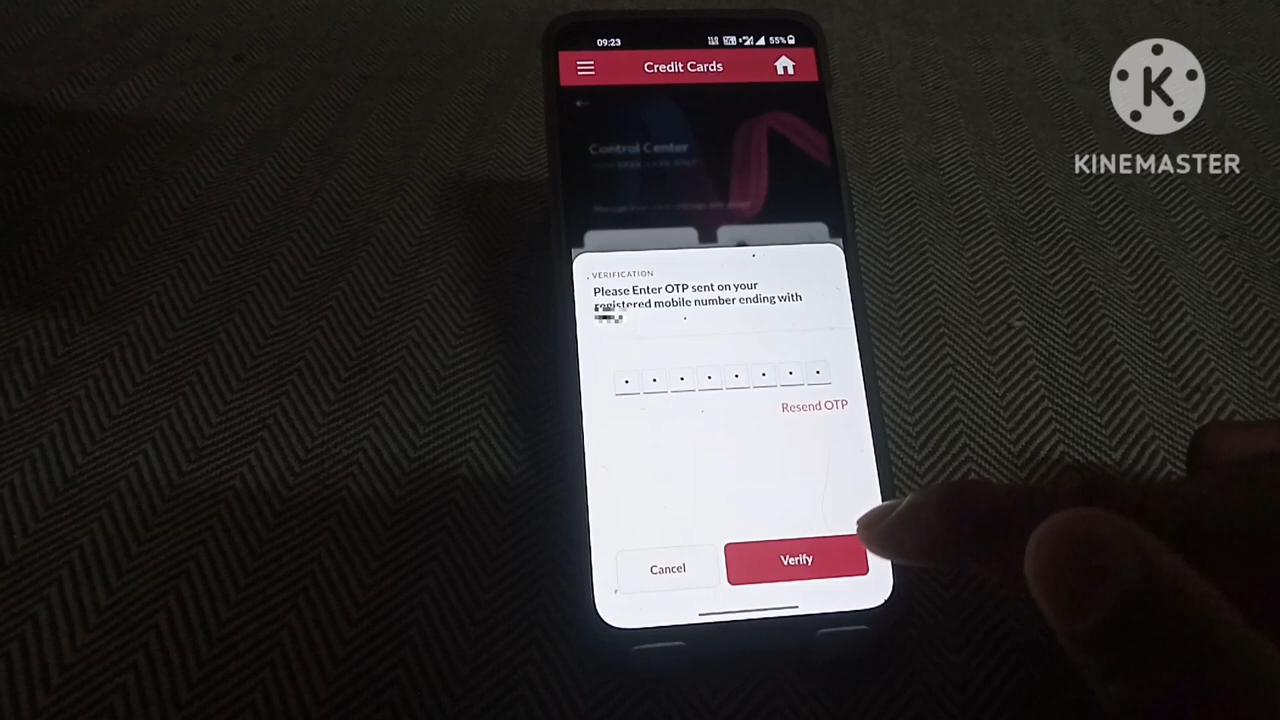 09:23
55%
Credit Cards
Control Center
VERIFICATION
Please Enter OTP sent on your
registered mobile number ending with
Resend OTP
Cancel
Verify
K
KINEMASTER